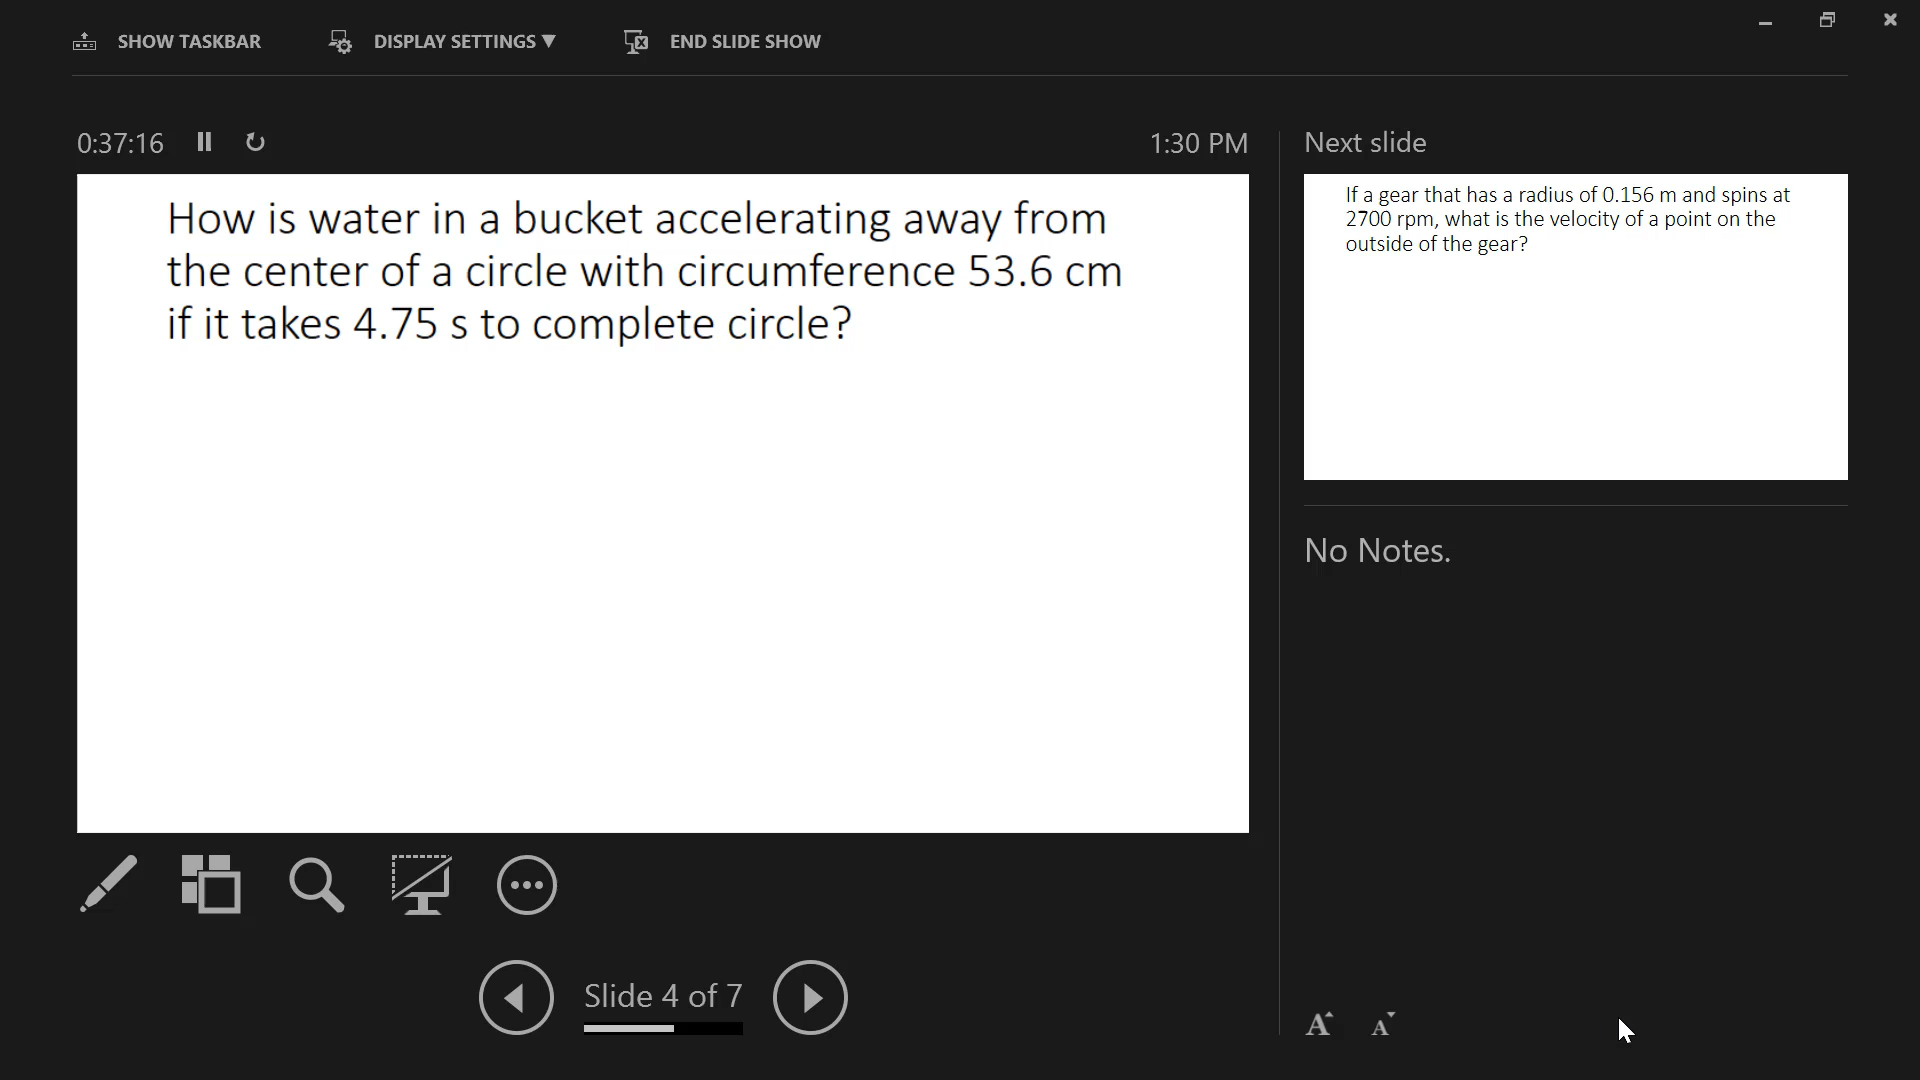 SHOW TASKBAR
DISPLAY SETTINGS ▼
END SLIDE SHOW
0:37:16
1:30 PM
How is water in a bucket accelerating away from
the center of a circle with circumference 53.6 cm
if it takes 4.75 s to complete circle?
Slide 4 of 7
Next slide
If a gear that has a radius of 0.156 m and spins at
2700 rpm, what is the velocity of a point on the
outside of the gear?
No Notes.
A A